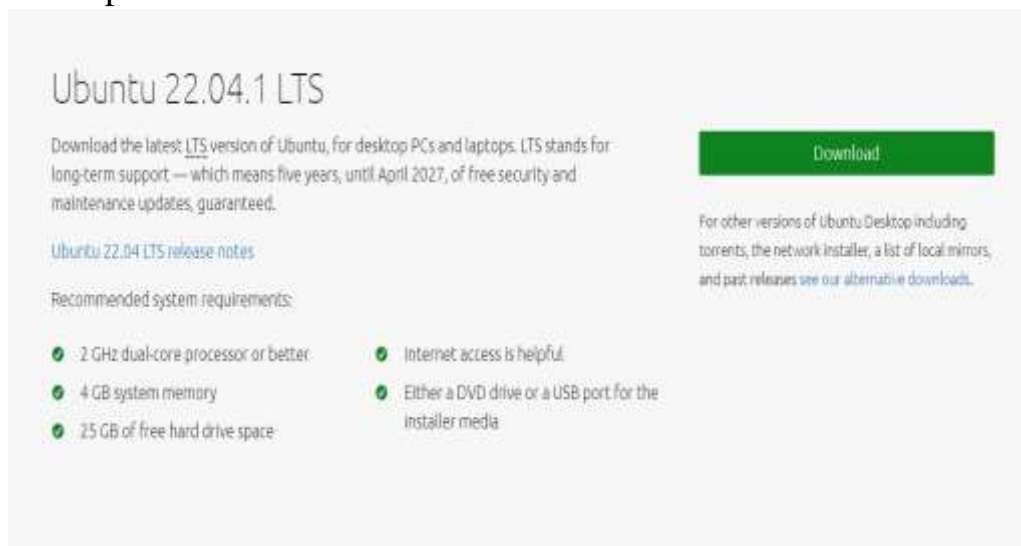 Ubuntu 22.04.1 LTS
Download the latest LTS version of Ubuntu, for desktop PCs and laptops. LTS stands for
long-term support — which means five years, until April 2027, of free security and
maintenance updates, guaranteed.
Ubuntu 22.04 LTS release notes
Recommended system requirements:
2 GHz dual-core processor or better
4 GB system memory
25 GB of free hard drive space
Internet access is helpful
Either a DVD drive or a USB port for the
installer media
Download
For other versions of Ubuntu Desktop including
torrents, the network installer, a list of local mirrors,
and past releases see our alternative downloads.